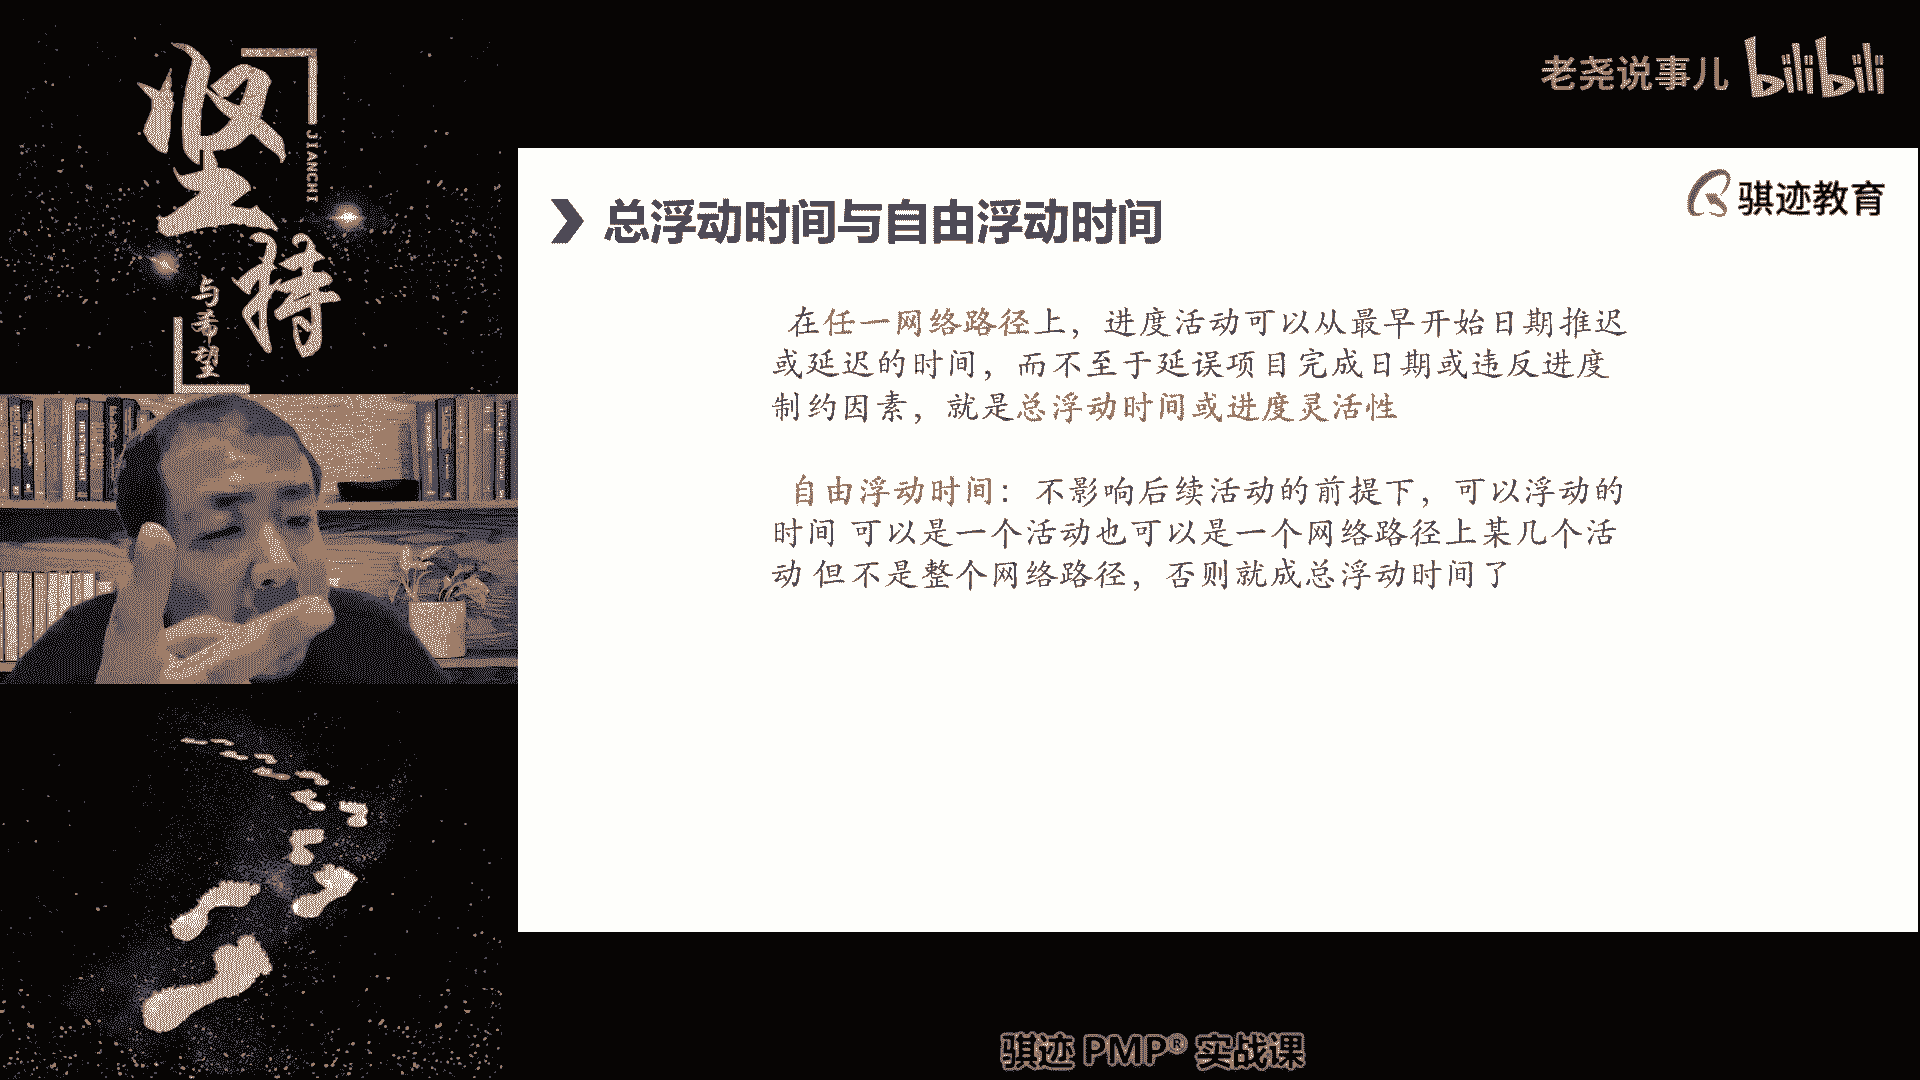 坚持
JIANCHI
与希望
老尧说事儿 bilibili
骐迹教育
总浮动时间与自由浮动时间
在任一网络路径上，进度活动可以从最早开始日期推迟
或延迟的时间，而不至于延误项目完成日期或违反进度
制约因素，就是总浮动时间或进度灵活性
自由浮动时间： 不影响后续活动的前提下，可以浮动的
时间 可以是一个活动也可以是一个网络路径上某几个活
动 但不是整个网络路径，否则就成总浮动时间了
骐迹 PMP® 实战课